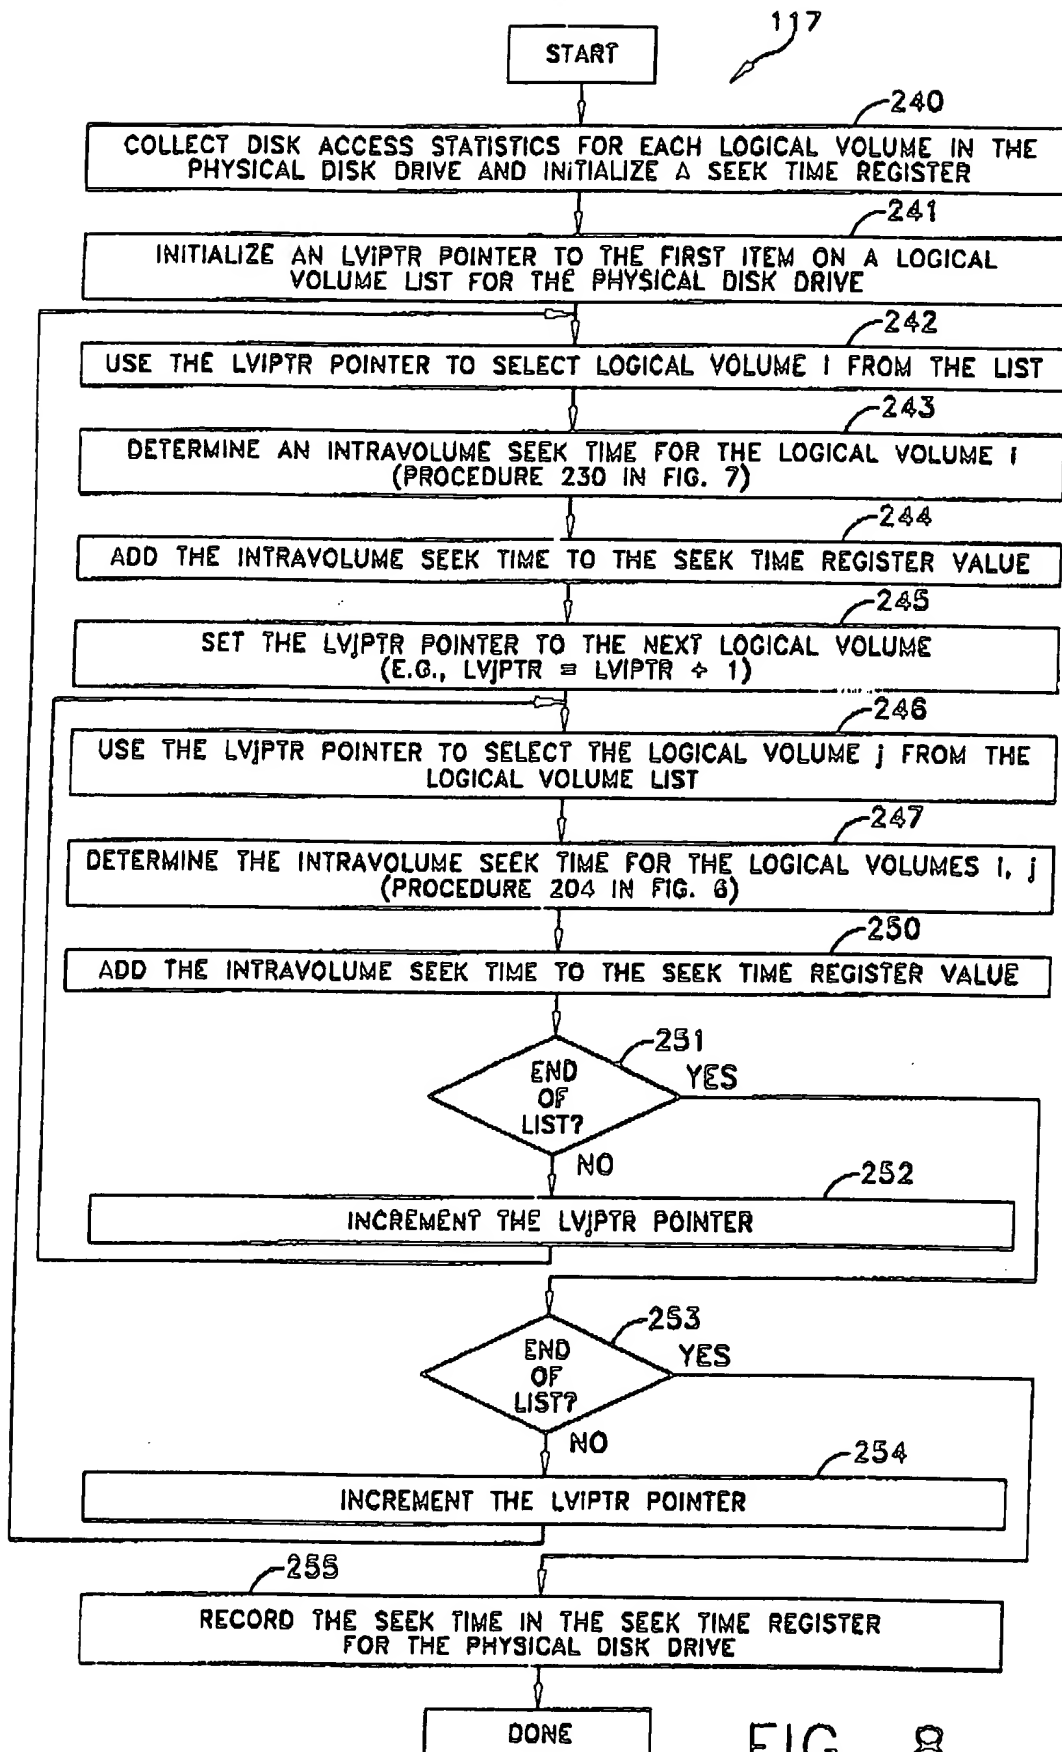 117
START
240
COLLECT DISK ACCESS STATISTICS FOR EACH LOGICAL VOLUME IN THE
PHYSICAL DISK DRIVE AND INITIALIZE A SEEK TIME REGISTER
241
INITIALIZE AN LVIPTR POINTER TO THE FIRST ITEM ON A LOGICAL
VOLUME LIST FOR THE PHYSICAL DISK DRIVE
242
USE THE LVIPTR POINTER TO SELECT LOGICAL VOLUME I FROM THE LIST
243
DETERMINE AN INTRAVOLUME SEEK TIME FOR THE LOGICAL VOLUME I
(PROCEDURE 230 IN FIG. 7)
244
ADD THE INTRAVOLUME SEEK TIME TO THE SEEK TIME REGISTER VALUE
245
SET THE LVjPTR POINTER TO THE NEXT LOGICAL VOLUME
(E.G., LVjPTR = LVIPTR + 1)
246
USE THE LVjPTR POINTER TO SELECT THE LOGICAL VOLUME j FROM THE
LOGICAL VOLUME LIST
247
DETERMINE THE INTRAVOLUME SEEK TIME FOR THE LOGICAL VOLUMES I, j
(PROCEDURE 204 IN FIG. 6)
250
ADD THE INTRAVOLUME SEEK TIME TO THE SEEK TIME REGISTER VALUE
251
END
OF
LIST?
YES
NO
252
INCREMENT THE LVjPTR POINTER
253
END
OF
LIST?
YES
NO
254
INCREMENT THE LVIPTR POINTER
255
RECORD THE SEEK TIME IN THE SEEK TIME REGISTER
FOR THE PHYSICAL DISK DRIVE
DONE
FIG. 8